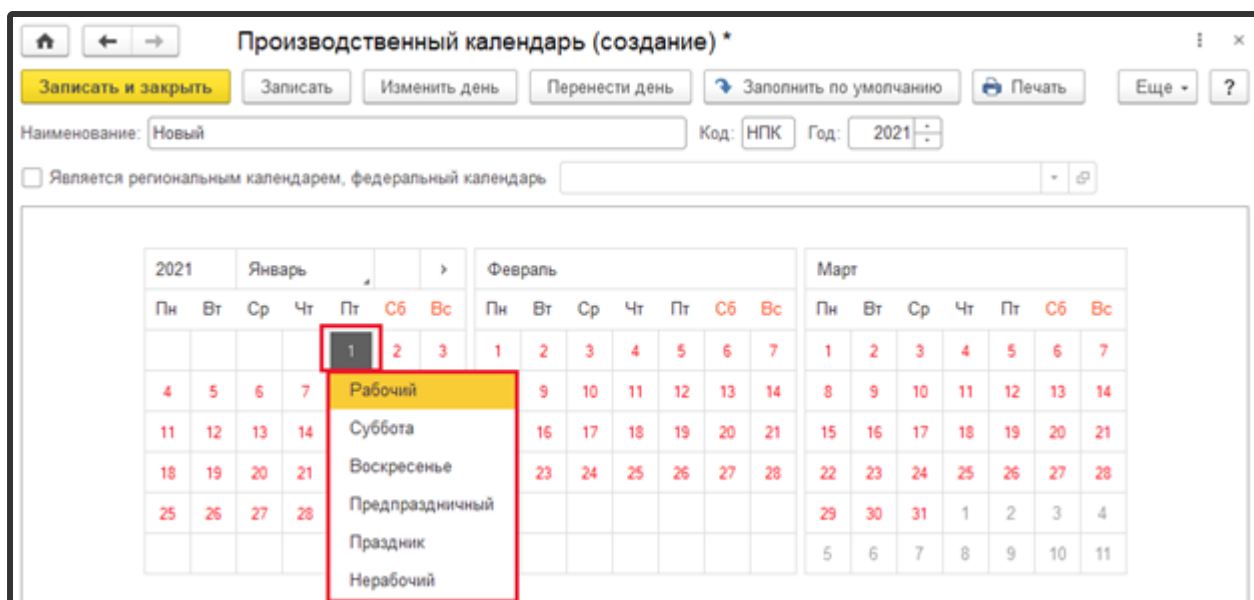 Производственный календарь (создание) *
Записать и закрыть Записать Изменить день Перенести день Заполнить по умолчанию Печать Еще ?
Наименование: Новый Код: НПК Год: 2021
Является региональным календарем, федеральный календарь
2021 Январь > Февраль Март
Пн Вт Ср Чт Пт Сб Вс Пн Вт Ср Чт Пт Сб Вс Пн Вт Ср Чт Пт Сб Вс
1 2 3 1 2 3 4 5 6 7 1 2 3 4 5 6 7
4 5 6 7 Рабочий 9 10 11 12 13 14 8 9 10 11 12 13 14
11 12 13 14 Суббота 16 17 18 19 20 21 15 16 17 18 19 20 21
18 19 20 21 Воскресенье 23 24 25 26 27 28 22 23 24 25 26 27 28
25 26 27 28 Предпраздничный 29 30 31 1 2 3 4
Праздник 5 6 7 8 9 10 11
Нерабочий